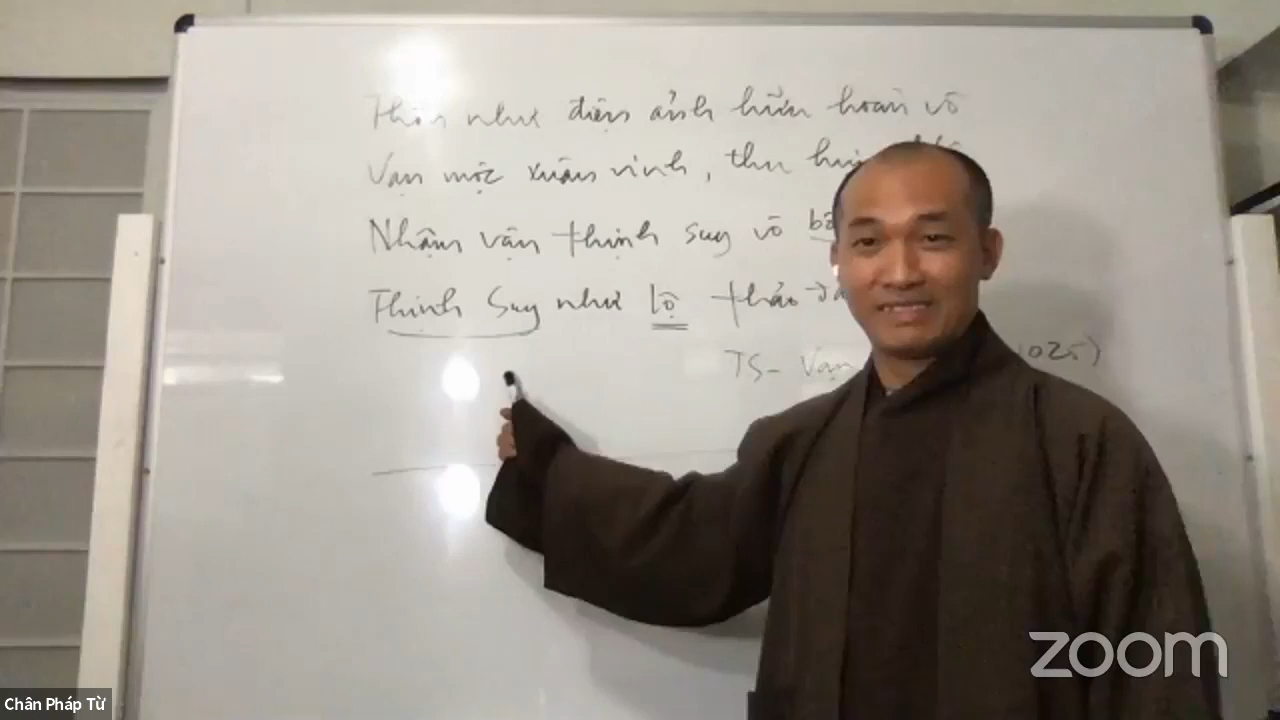 Thân như điện ảnh hữu hoàn vô
Vạn mộc xuân vinh, thu
Nhậm vận thịnh suy vô
Thịnh suy như lộ thảo
TS- Vạn 1025)
Chân Pháp Từ
zoom